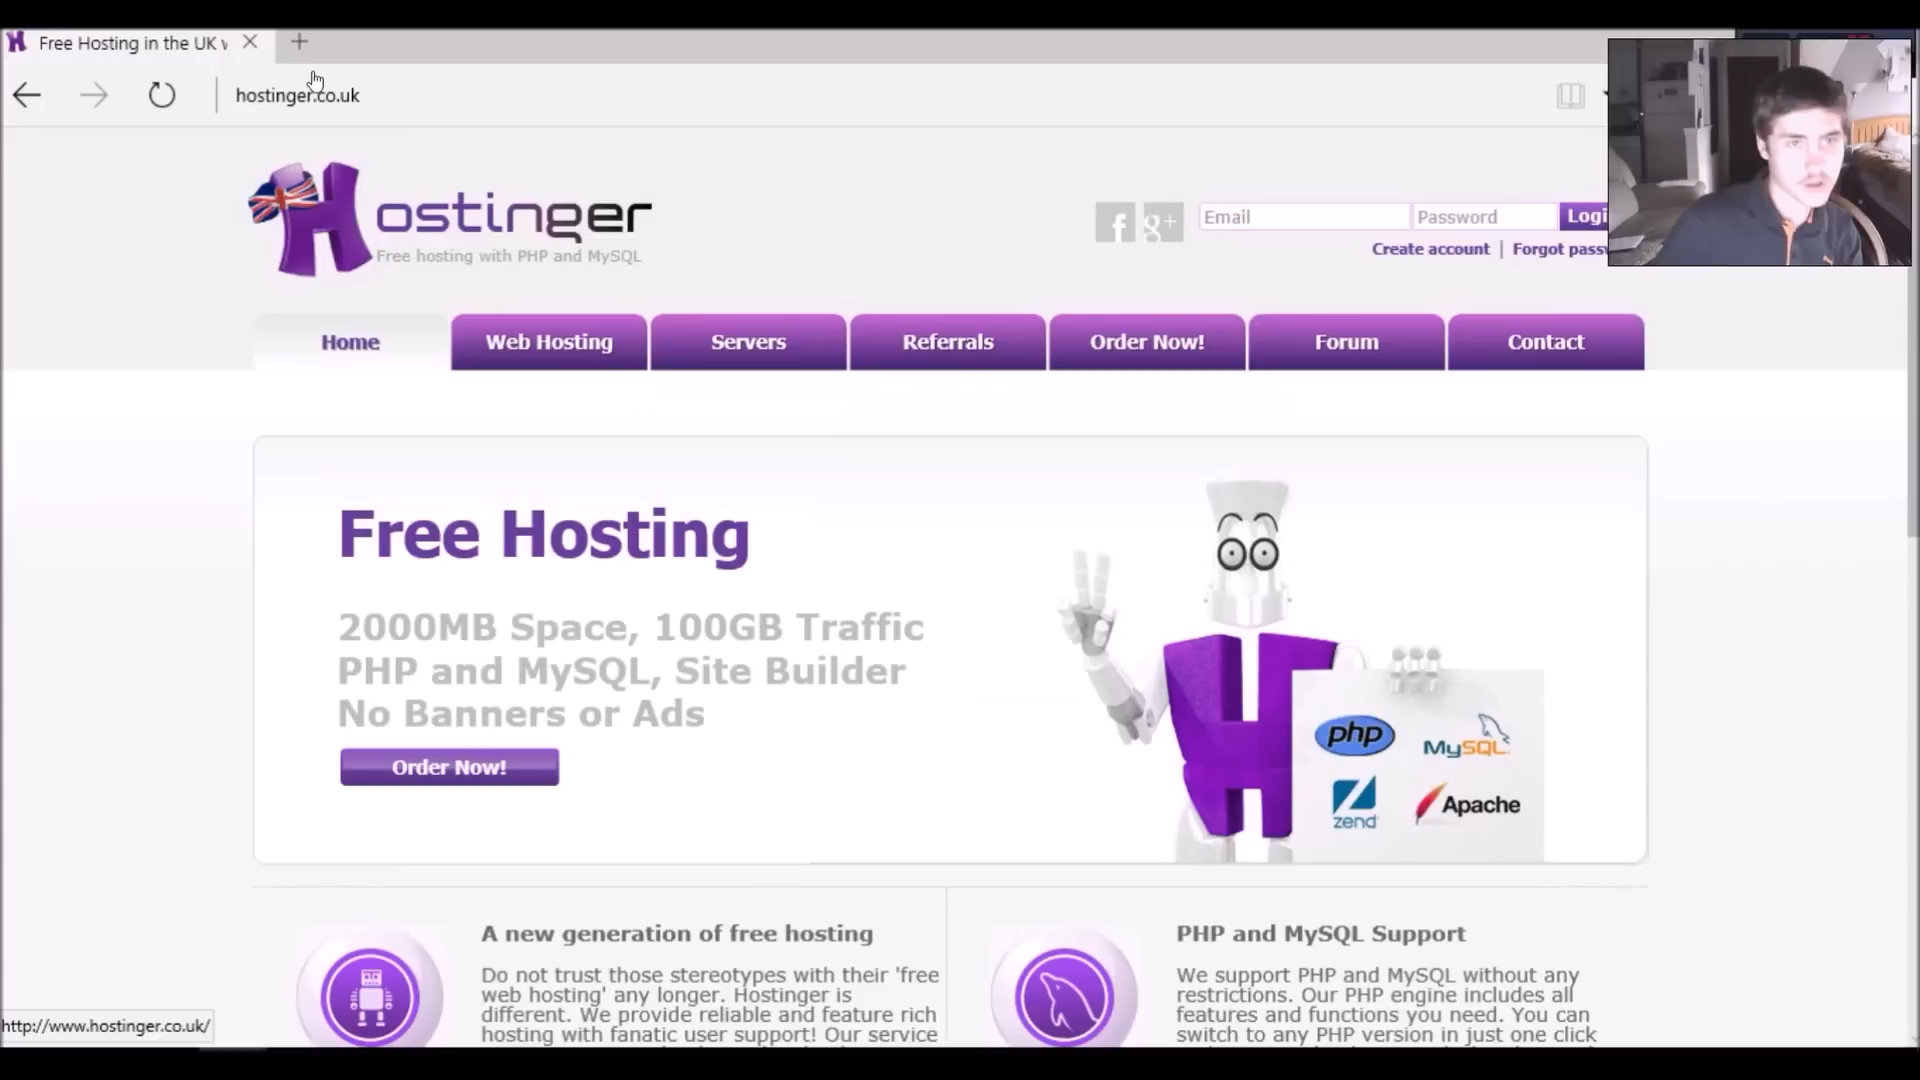 Free Hosting in the UK
hostinger.co.uk
Hostinger
Free hosting with PHP and MySQL
f g+
Email Password
Create account | Forgot
Home Web Hosting Servers Referrals Order Now! Forum Contact
Free Hosting
2000MB Space, 100GB Traffic
PHP and MySQL, Site Builder
No Banners or Ads
Order Now!
php MySQL
zend Apache
A new generation of free hosting
Do not trust those stereotypes with their 'free
web hosting' any longer. Hostinger is
different. We provide reliable and feature rich
hosting with fanatic user support! Our service
PHP and MySQL Support
We support PHP and MySQL without any
restrictions. Our PHP engine includes all
features and functions you need. You can
switch to any PHP version in just one click
http://www.hostinger.co.uk/